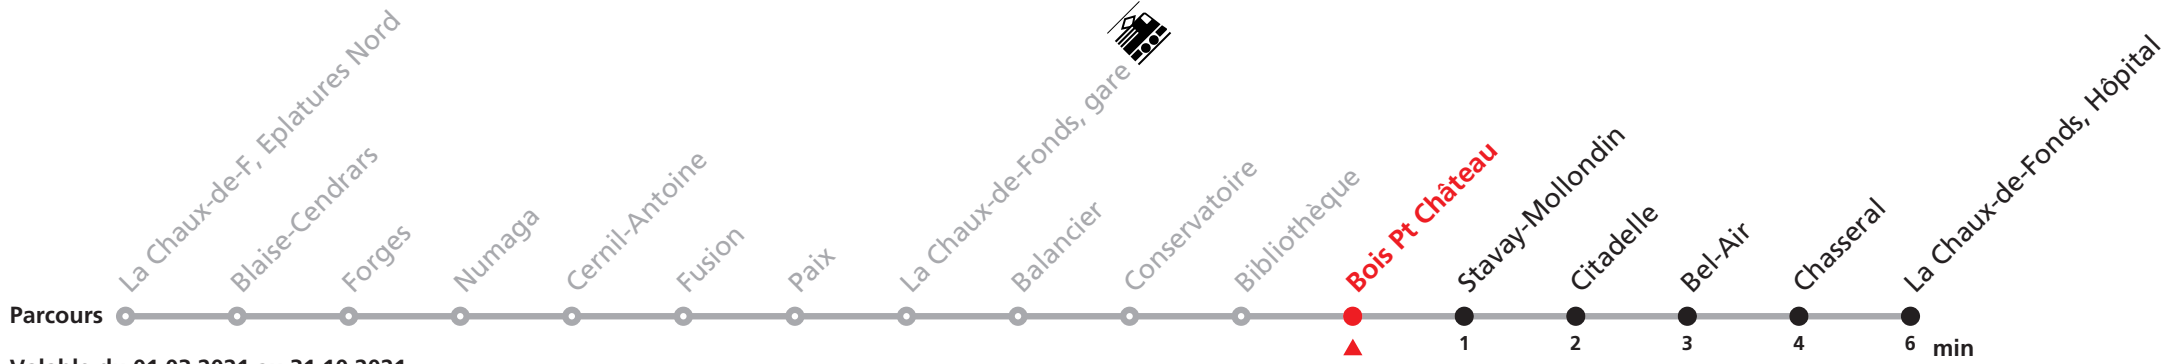 La Chaux-de-F, Eplatures Nord
Blaise-Cendrars
Forges
Numaga
Cernil-Antoine
Fusion
Paix
La Chaux-de-Fonds, gare
Balancier
Conservatoire
Bibliothèque
Bois Pt Château
Stavay-Mollondin
Citadelle
Bel-Air
Chasseral
La Chaux-de-Fonds, Hôpital
Parcours
1 2 3 4 6 min